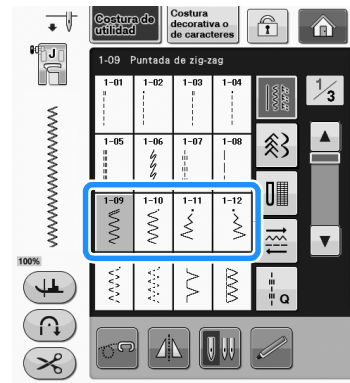 Costura de
utilidad
Costura
decorativa o
de caracteres
J
1-09 Puntada de zig-zag
1/3
1-01 1-02 1-03 1-04
1-05 1-06 1-07 1-08
1-09 1-10 1-11 1-12
100%
Q